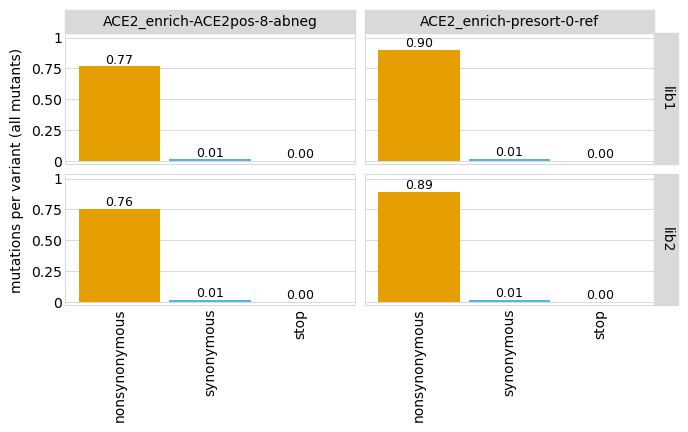 ACE2_enrich-ACE2pos-8-abneg
ACE2_enrich-presort-0-ref
mutations per variant (all mutants)
1
0.75
0.50
0.25
0
0.77
0.01
0.00
0.90
0.01
0.00
lib1
1
0.75
0.50
0.25
0
0.76
0.01
0.00
0.89
0.01
0.00
lib2
nonsynonymous
synonymous
stop
nonsynonymous
synonymous
stop